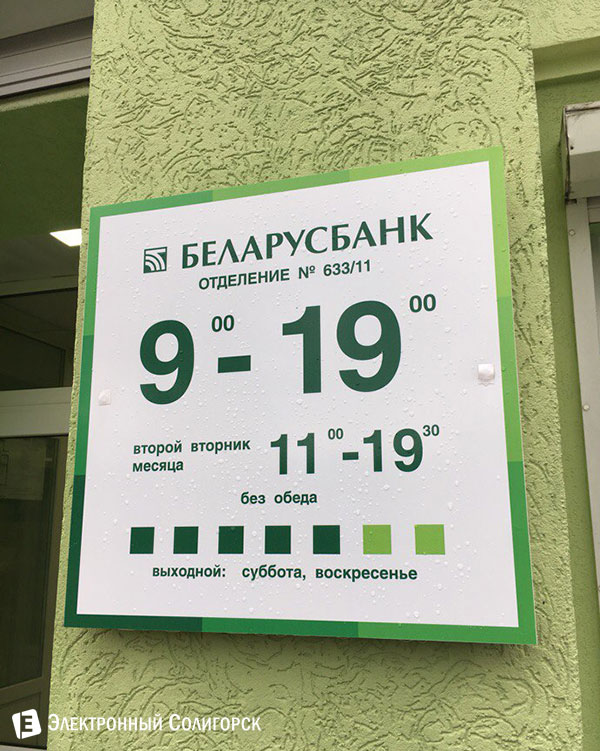 БЕЛАРУСБАНК
ОТДЕЛЕНИЕ № 633/11
9 00 - 19 00
второй вторник
месяца
11 00 -19 30
без обеда
выходной: суббота, воскресенье
Е Электронный Солигорск